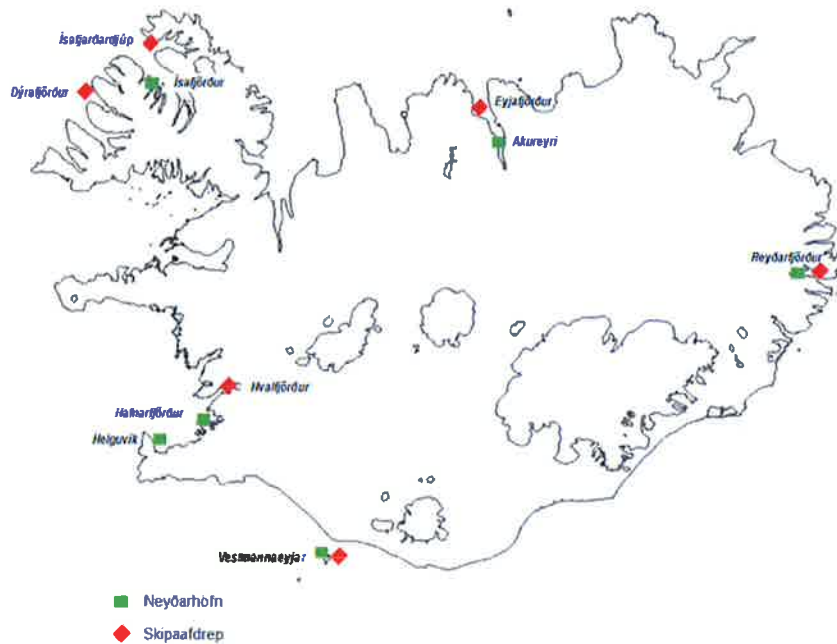 Ísafjarðardjúp
Ísafjörður
Dýrafjörður
Eyjafjörður
Akureyri
Reyðarfjörður
Hvalfjörður
Hafnarfjörður
Helguvík
Vestmannaeyjar
Neyðarhöfn
Skipaafdrep